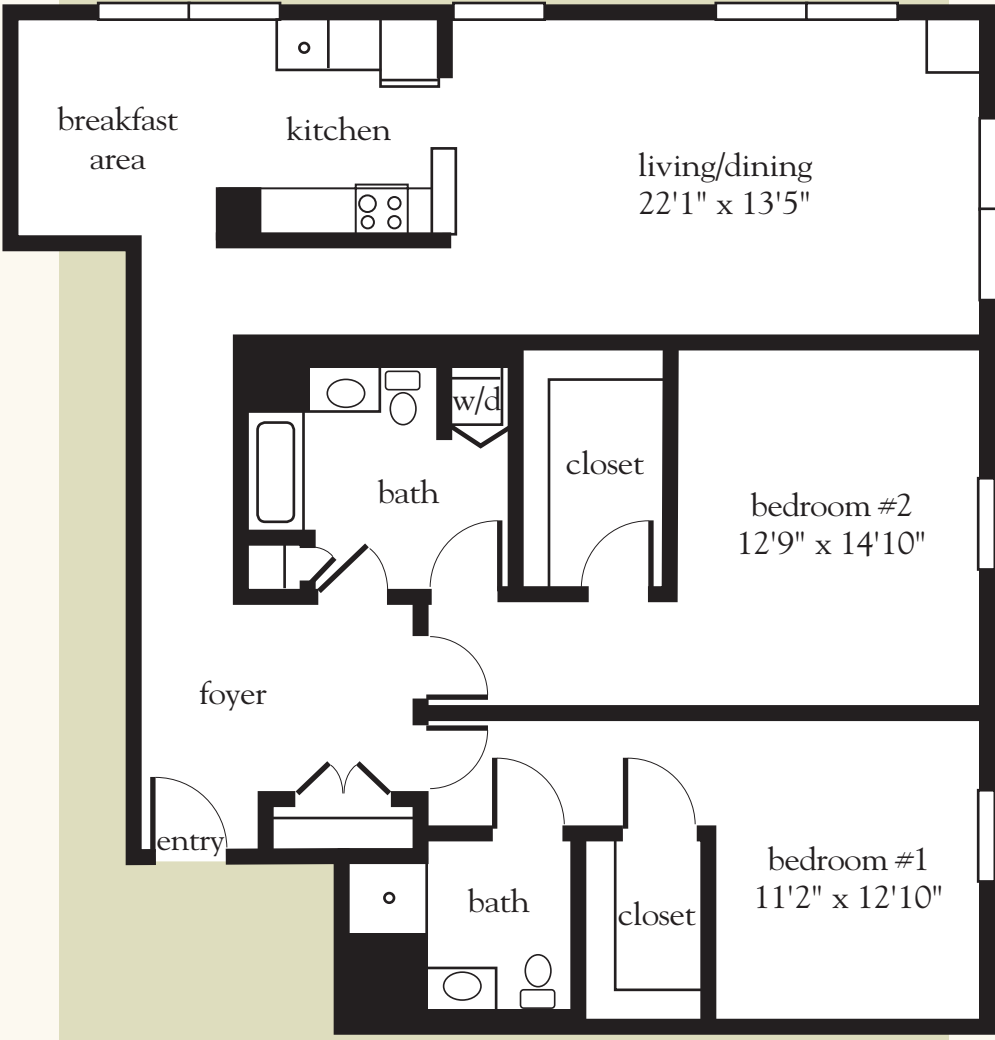 breakfast
area
kitchen
living/dining
22'1" x 13'5"
w/d
closet
bath
bedroom #2
12'9" x 14'10"
foyer
entry
bedroom #1
11'2" x 12'10"
bath
closet